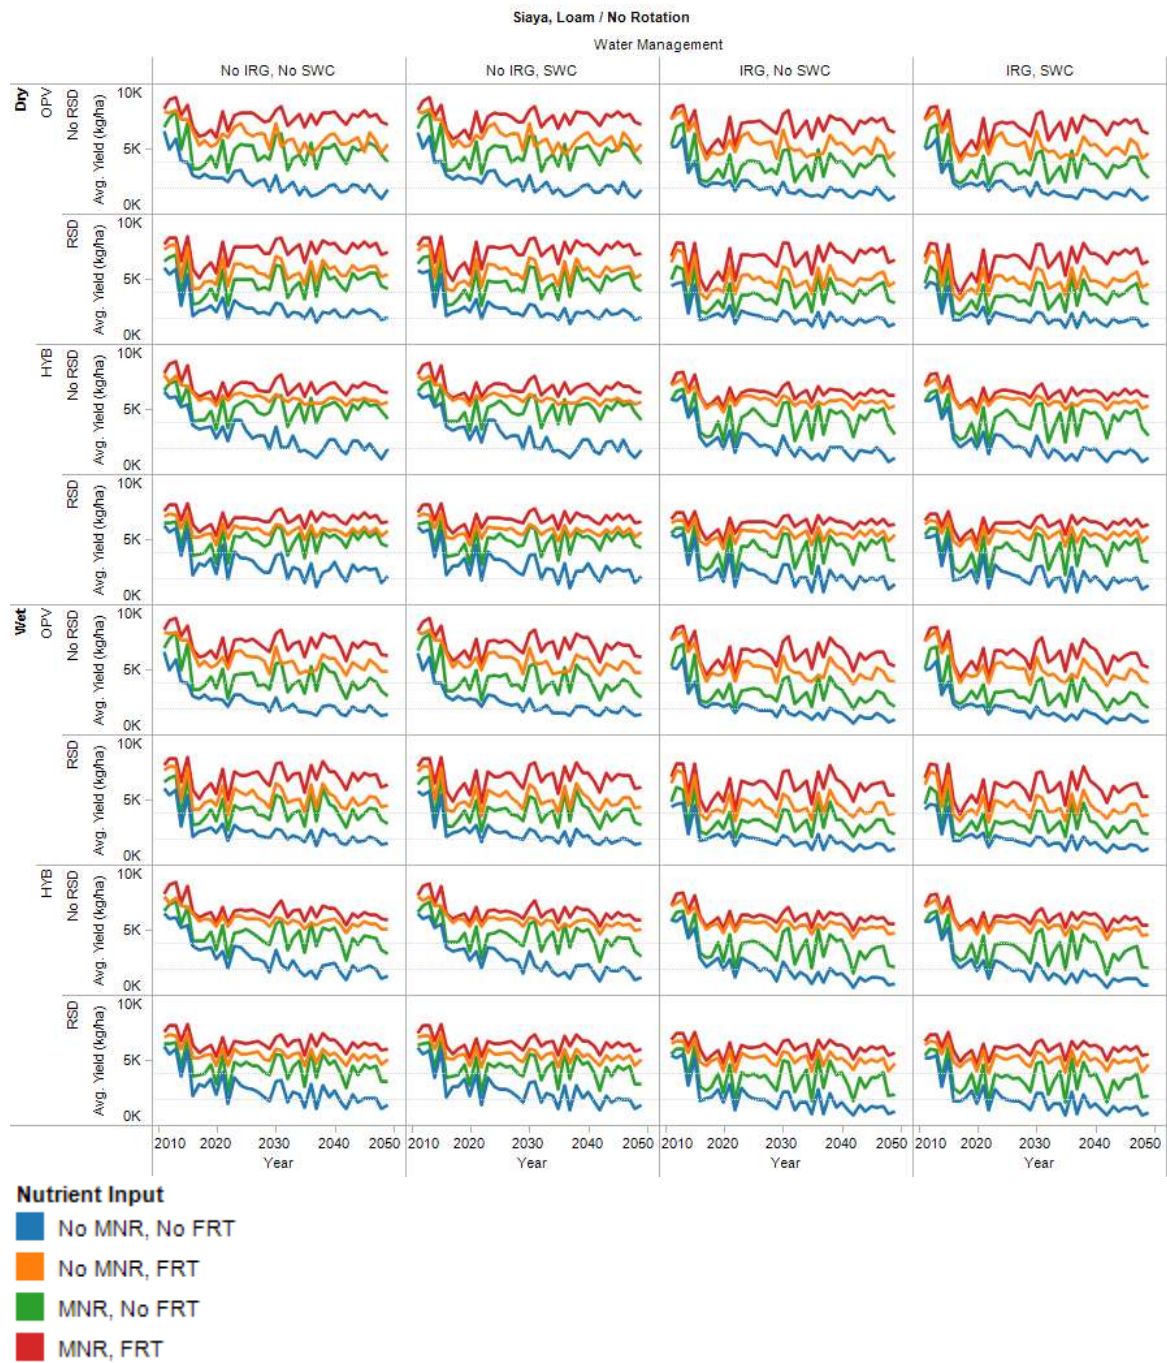 Siaya, Loam / No Rotation
Water Management
No IRG, No SWC
No IRG, SWC
IRG, No SWC
IRG, SWC
Dry
OPV
No RSD
Avg. Yield (kg/ha)
10K
5K
0K
RSD
Avg. Yield (kg/ha)
10K
5K
0K
HYB
No RSD
Avg. Yield (kg/ha)
10K
5K
0K
RSD
Avg. Yield (kg/ha)
10K
5K
0K
Wet
OPV
No RSD
Avg. Yield (kg/ha)
10K
5K
0K
RSD
Avg. Yield (kg/ha)
10K
5K
0K
HYB
No RSD
Avg. Yield (kg/ha)
10K
5K
0K
RSD
Avg. Yield (kg/ha)
10K
5K
0K
2010 2020 2030 2040 2050
2010 2020 2030 2040 2050
2010 2020 2030 2040 2050
2010 2020 2030 2040 2050
Year
Year
Year
Year
Nutrient Input
No MNR, No FRT
No MNR, FRT
MNR, No FRT
MNR, FRT